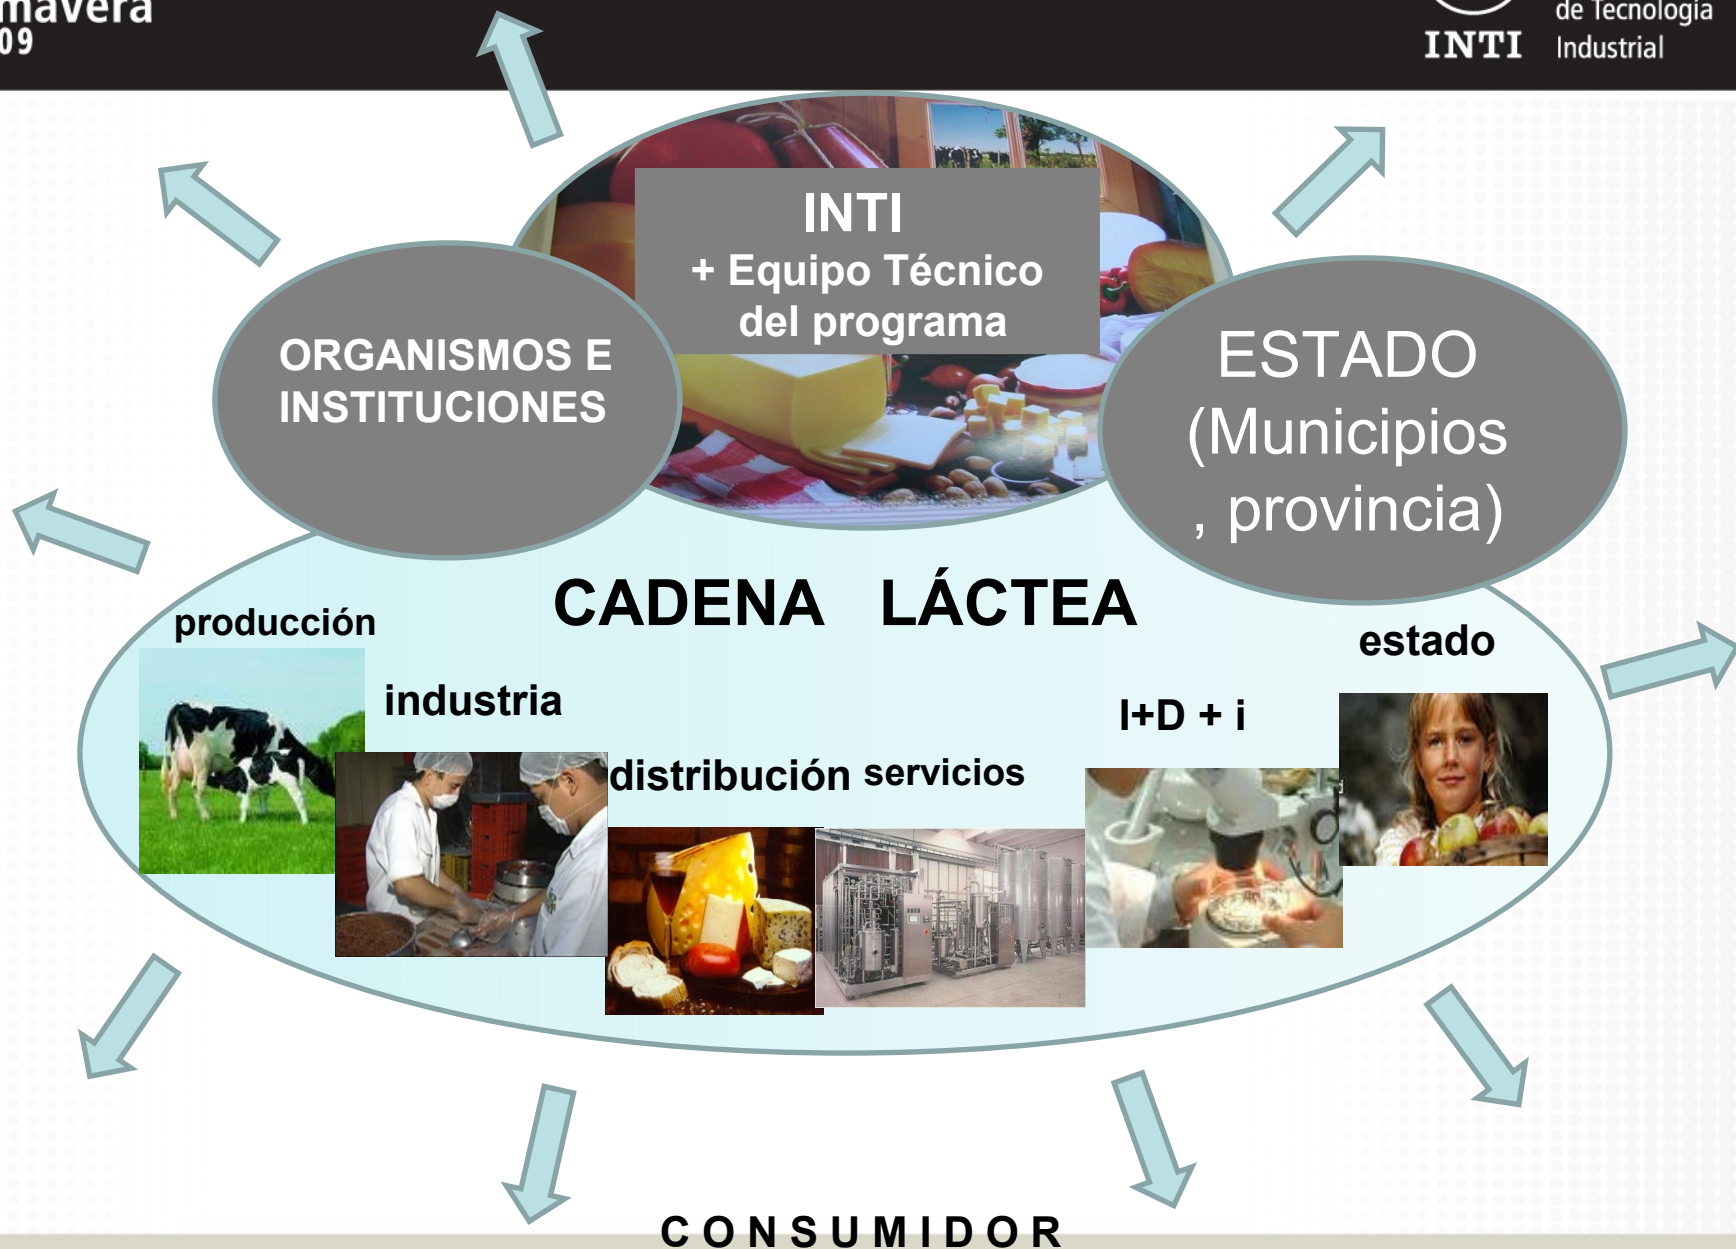 mavera
09
de Tecnología
INTI Industrial
INTI
+ Equipo Técnico
del programa
ORGANISMOS E
INSTITUCIONES
ESTADO
(Municipios
, provincia)
CADENA LÁCTEA
producción
estado
industria
I+D + i
distribución servicios
CONSUMIDOR